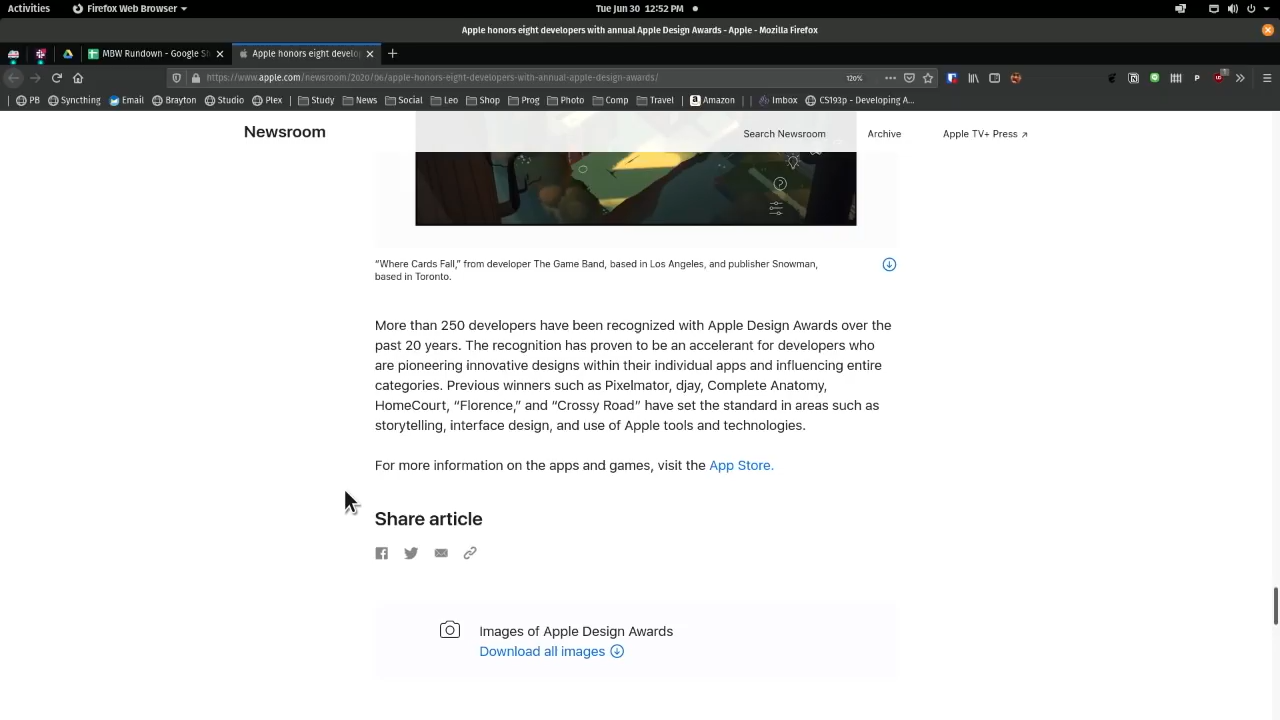 Activities
Firefox Web Browser
Tue Jun 30 12:52 PM
Apple honors eight developers with annual Apple Design Awards - Apple - Mozilla Firefox
MBW Rundown - Google Sh
Apple honors eight develo
https://www.apple.com/newsroom/2020/06/apple-honors-eight-developers-with-annual-apple-design-awards/
120%
PB
Syncthing
Email
Brayton
Studio
Plex
Study
News
Social
Leo
Shop
Prog
Photo
Comp
Travel
Amazon
Imbox
CS193p - Developing A...
Newsroom
Search Newsroom
Archive
Apple TV+ Press ↗
“Where Cards Fall,” from developer The Game Band, based in Los Angeles, and publisher Snowman,
based in Toronto.
More than 250 developers have been recognized with Apple Design Awards over the
past 20 years. The recognition has proven to be an accelerant for developers who
are pioneering innovative designs within their individual apps and influencing entire
categories. Previous winners such as Pixelmator, djay, Complete Anatomy,
HomeCourt, “Florence,” and “Crossy Road” have set the standard in areas such as
storytelling, interface design, and use of Apple tools and technologies.
For more information on the apps and games, visit the App Store.
Share article
Images of Apple Design Awards
Download all images